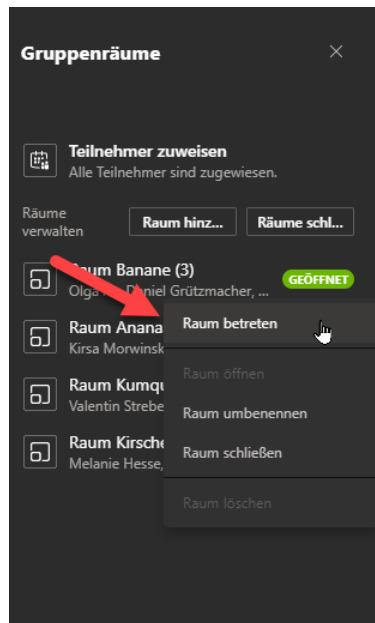 Gruppenräume
Teilnehmer zuweisen
Alle Teilnehmer sind zugewiesen.
Räume
verwalten
Raum hinz...
Räume schl...
Raum Banane (3)
GEÖFFNET
Olga Daniel Grützmacher, ...
Raum Anana
Kirsa Morwinsk
Raum Kumqu
Valentin Strebe
Raum Kirsche
Melanie Hesse,
Raum betreten
Raum öffnen
Raum umbenennen
Raum schließen
Raum löschen